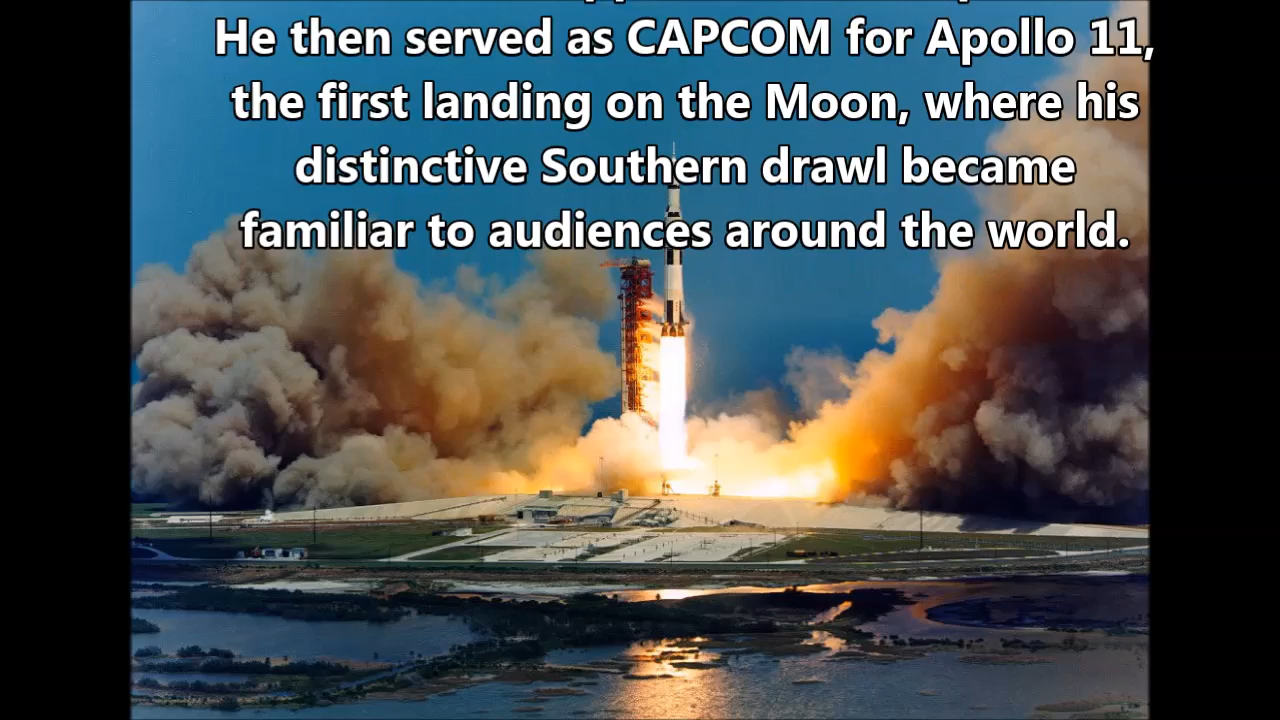 He then served as CAPCOM for Apollo 11,
the first landing on the Moon, where his
distinctive Southern drawl became
familiar to audiences around the world.